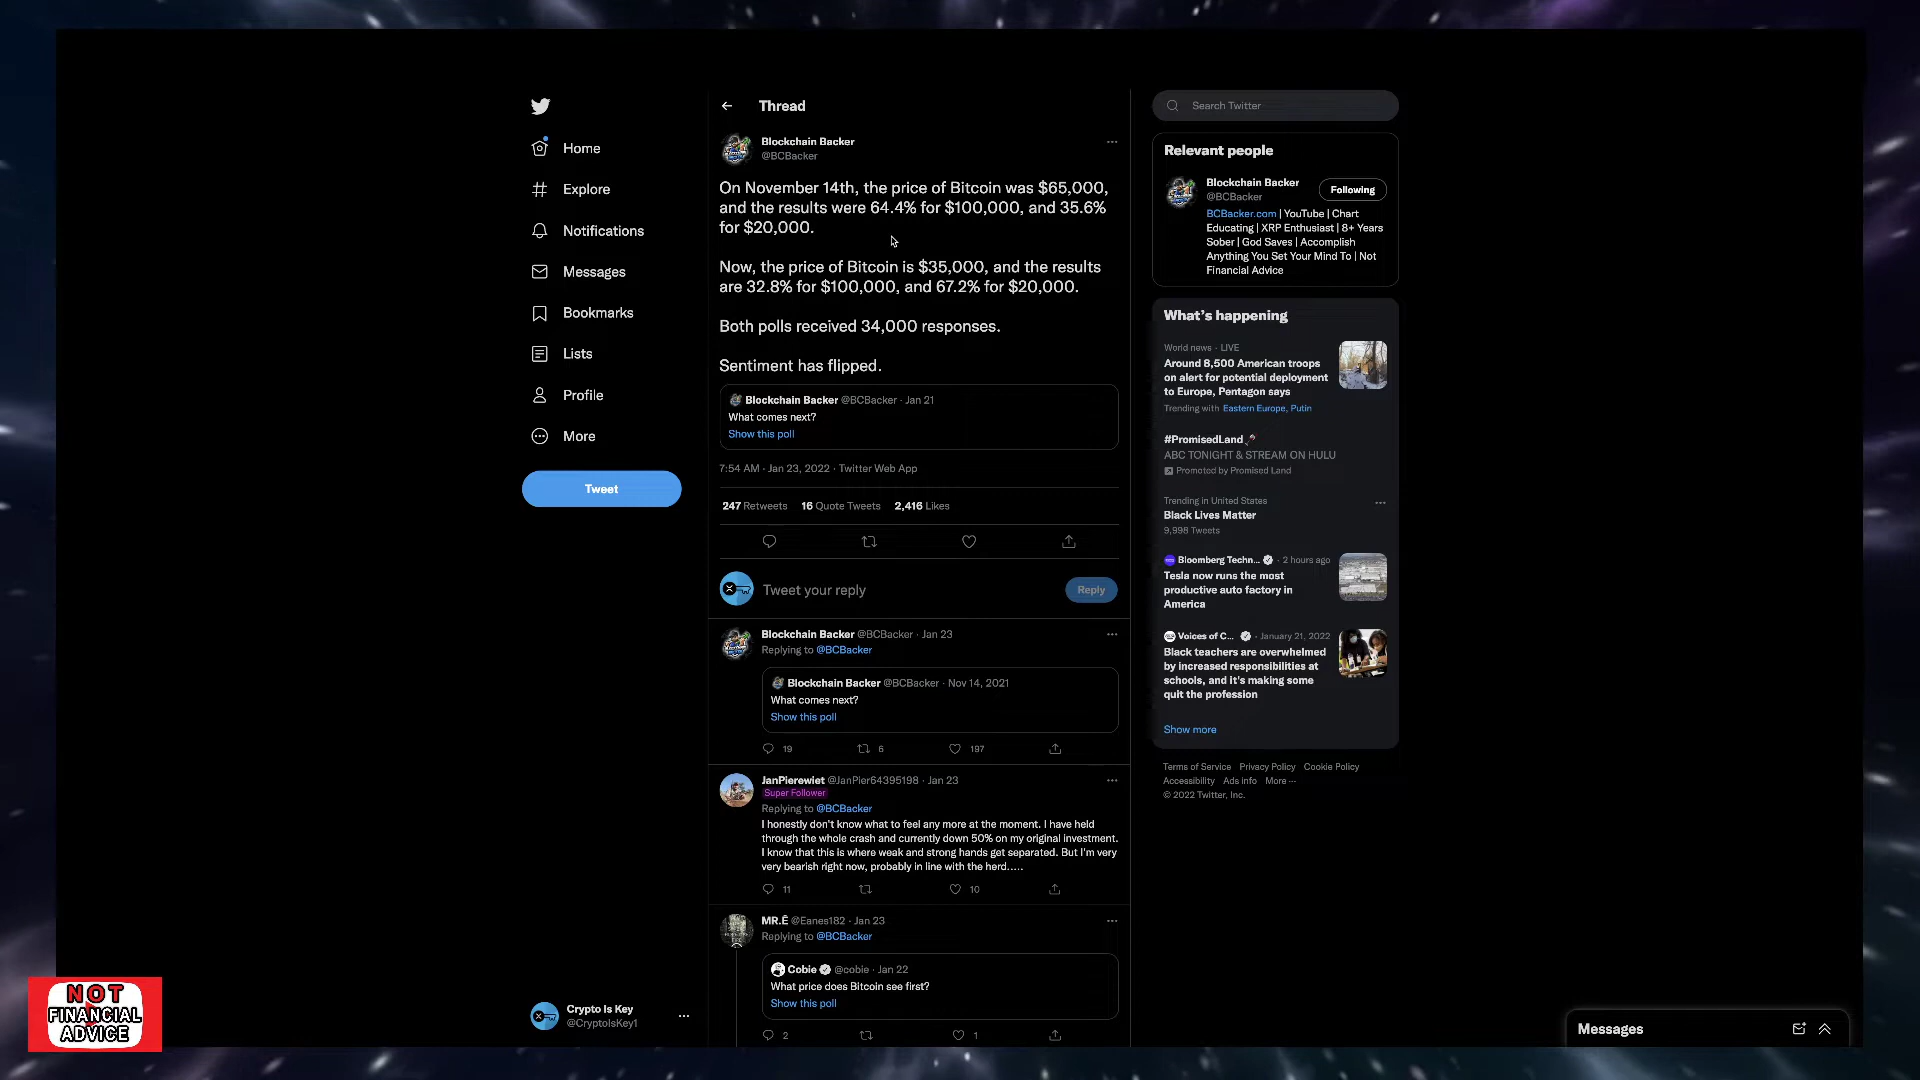 Home
Explore
Notifications
Messages
Bookmarks
Lists
Profile
More
Tweet
Crypto Is Key
@CryptoIsKey1
NOT
FINANCIAL
ADVICE
Thread
Blockchain Backer
@BCBacker
On November 14th, the price of Bitcoin was $65,000,
and the results were 64.4% for $100,000, and 35.6%
for $20,000.
Now, the price of Bitcoin is $35,000, and the results
are 32.8% for $100,000, and 67.2% for $20,000.
Both polls received 34,000 responses.
Sentiment has flipped.
Blockchain Backer @BCBacker · Jan 21
What comes next?
Show this poll
7:54 AM · Jan 23, 2022 · Twitter Web App
247 Retweets 16 Quote Tweets 2,416 Likes
Tweet your reply
Reply
Blockchain Backer @BCBacker · Jan 23
Replying to @BCBacker
Blockchain Backer @BCBacker · Nov 14, 2021
What comes next?
Show this poll
19 6 197
JanPierewiet @JanPier64395198 · Jan 23
Super Follower
Replying to @BCBacker
I honestly don't know what to feel any more at the moment. I have held
through the whole crash and currently down 50% on my original investment.
I know that this is where weak and strong hands get separated. But I'm very
very bearish right now, probably in line with the herd.....
11 10
MR.Ē @Eanes182 · Jan 23
Replying to @BCBacker
Cobie @cobie · Jan 22
What price does Bitcoin see first?
Show this poll
2 1
Search Twitter
Relevant people
Blockchain Backer
@BCBacker
Following
BCBacker.com | YouTube | Chart
Educating | XRP Enthusiast | 8+ Years
Sober | God Saves | Accomplish
Anything You Set Your Mind To | Not
Financial Advice
What's happening
World news · LIVE
Around 8,500 American troops
on alert for potential deployment
to Europe, Pentagon says
Trending with Eastern Europe, Putin
#PromisedLand
ABC TONIGHT & STREAM ON HULU
Promoted by Promised Land
Trending in United States
Black Lives Matter
9,998 Tweets
Bloomberg Techn... · 2 hours ago
Tesla now runs the most
productive auto factory in
America
Voices of C... · January 21, 2022
Black teachers are overwhelmed
by increased responsibilities at
schools, and it's making some
quit the profession
Show more
Terms of Service Privacy Policy Cookie Policy
Accessibility Ads info More ···
© 2022 Twitter, Inc.
Messages